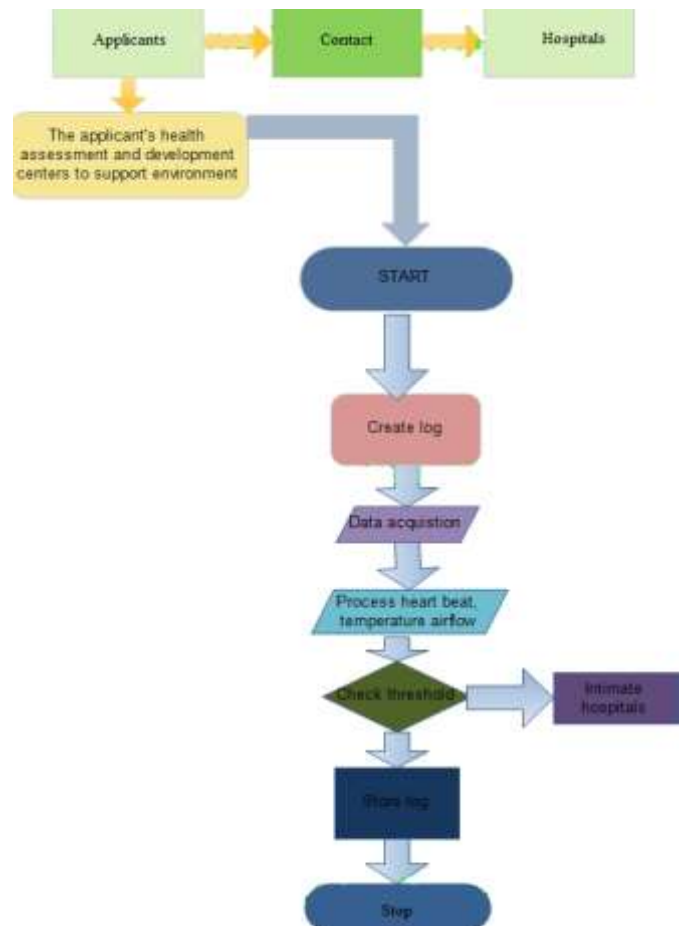 Applicants
Contact
Hospitals
The applicant's health
assessment and development
centers to support environment
START
Create log
Data acquistion
Process heart beat,
temperature airflow
Check threshold
Intimate
hospitals
Store log
Stop